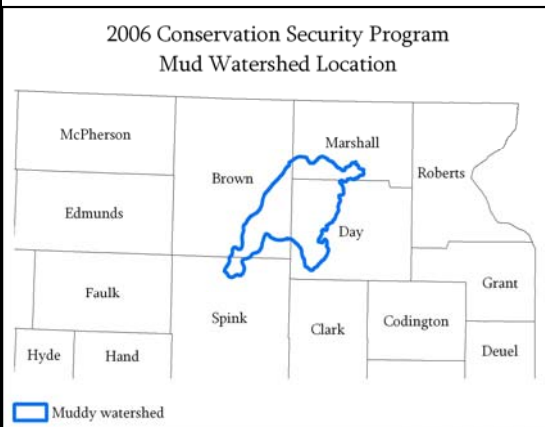 2006 Conservation Security Program
Mud Watershed Location
McPherson
Marshall
Brown
Roberts
Edmunds
Day
Faulk
Grant
Spink
Clark
Codington
Hyde
Hand
Deuel
Muddy watershed